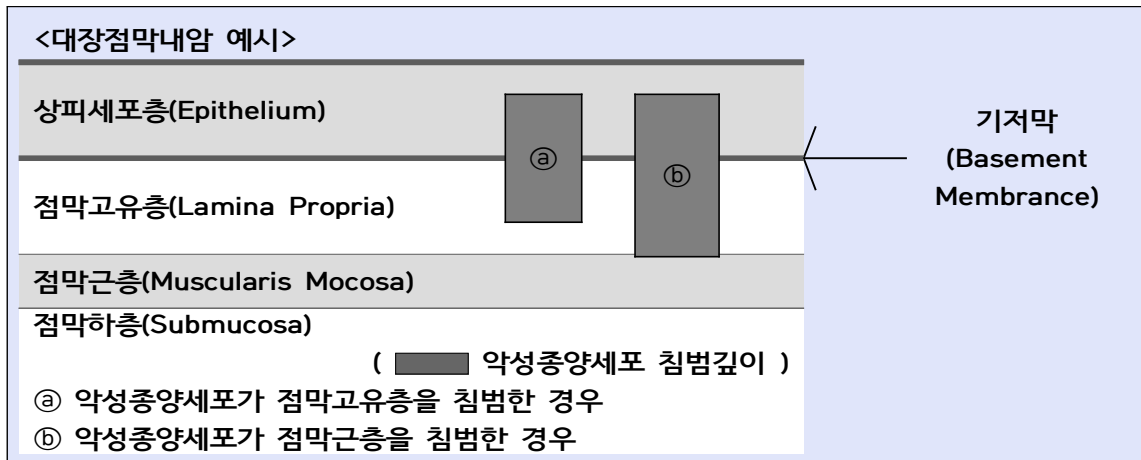 <대장점막내암 예시>
상피세포층(Epithelium)
ⓐ
ⓑ
기저막
(Basement
Membrance)
점막고유층(Lamina Propria)
점막근층(Muscularis Mocosa)
점막하층(Submucosa)
( 악성종양세포 침범깊이 )
ⓐ 악성종양세포가 점막고유층을 침범한 경우
ⓑ 악성종양세포가 점막근층을 침범한 경우